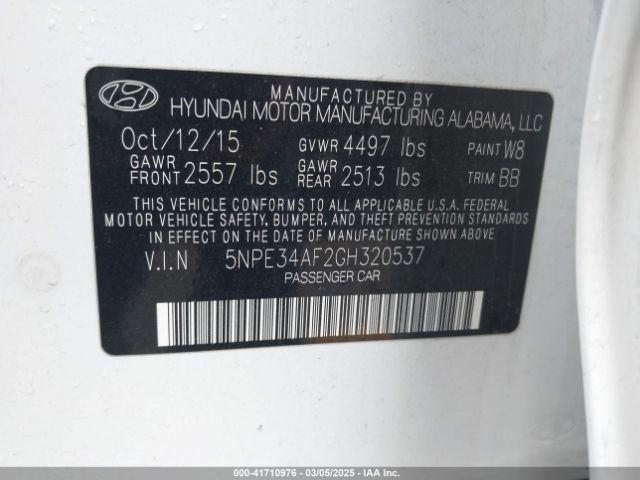 MANUFACTURED BY
HYUNDAI MOTOR MANUFACTURING ALABAMA, LLC
Oct/12/15 GVWR 4497 lbs PAINT W8
GAWR FRONT 2557 lbs GAWR REAR 2513 lbs TRIM BB
THIS VEHICLE CONFORMS TO ALL APPLICABLE U.S.A. FEDERAL
MOTOR VEHICLE SAFETY, BUMPER, AND THEFT PREVENTION STANDARDS
IN EFFECT ON THE DATE OF MANUFACTURE SHOWN ABOVE.
V.I.N 5NPE34AF2GH320537
PASSENGER CAR
000-41710976 | 03/05/2025 | IAA Inc.